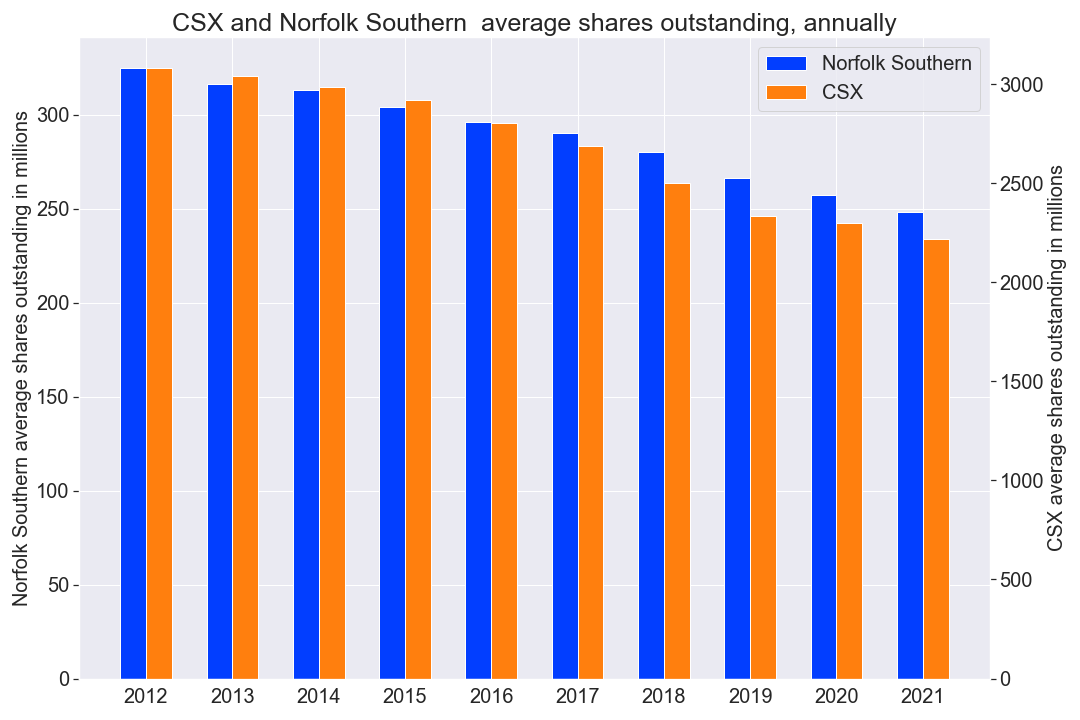 CSX and Norfolk Southern  average shares outstanding, annually
Norfolk Southern
CSX
Norfolk Southern average shares outstanding in millions
300
250
200
150
100
50
0
CSX average shares outstanding in millions
3000
2500
2000
1500
1000
500
0
2012 2013 2014 2015 2016 2017 2018 2019 2020 2021